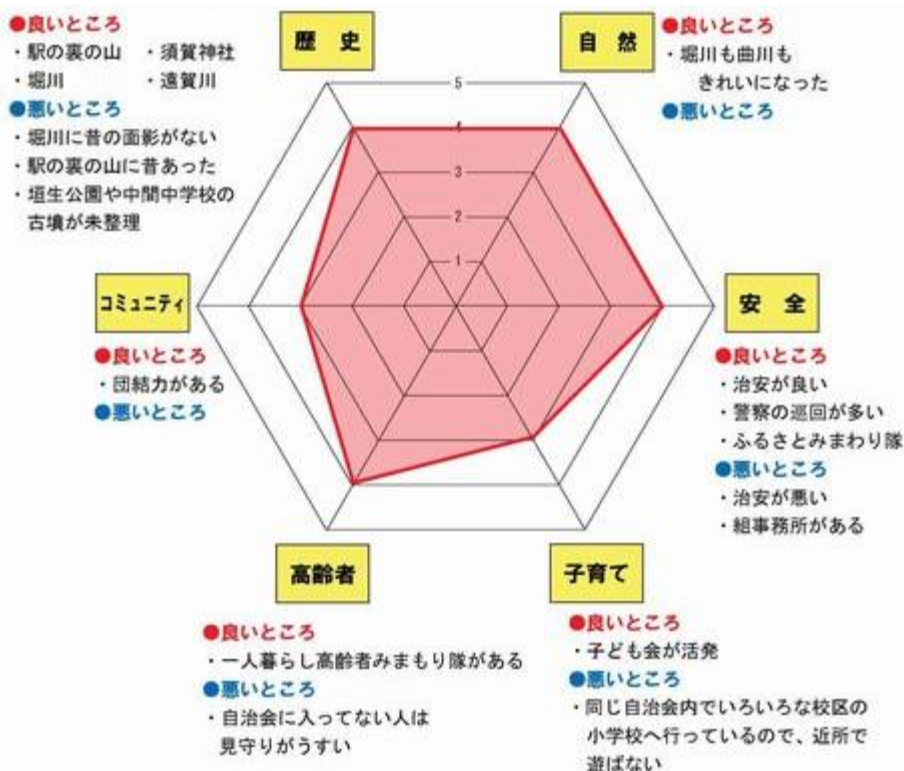 歴 史
●良いところ
・駅の裏の山 ・須賀神社
・堀川 ・遠賀川
●悪いところ
・堀川に昔の面影がない
・駅の裏の山に昔あった
・垣生公園や中間中学校の
古墳が未整理
自 然
●良いところ
・堀川も曲川も
きれいになった
●悪いところ
5
4
3
2
1
コミュニティ
●良いところ
・団結力がある
●悪いところ
安 全
●良いところ
・治安が良い
・警察の巡回が多い
・ふるさとみまわり隊
●悪いところ
・治安が悪い
・組事務所がある
高齢者
●良いところ
・一人暮らし高齢者みまもり隊がある
●悪いところ
・自治会に入ってない人は
見守りがうすい
子育て
●良いところ
・子ども会が活発
●悪いところ
・同じ自治会内でいろいろな校区の
小学校へ行っているので、近所で
遊ばない